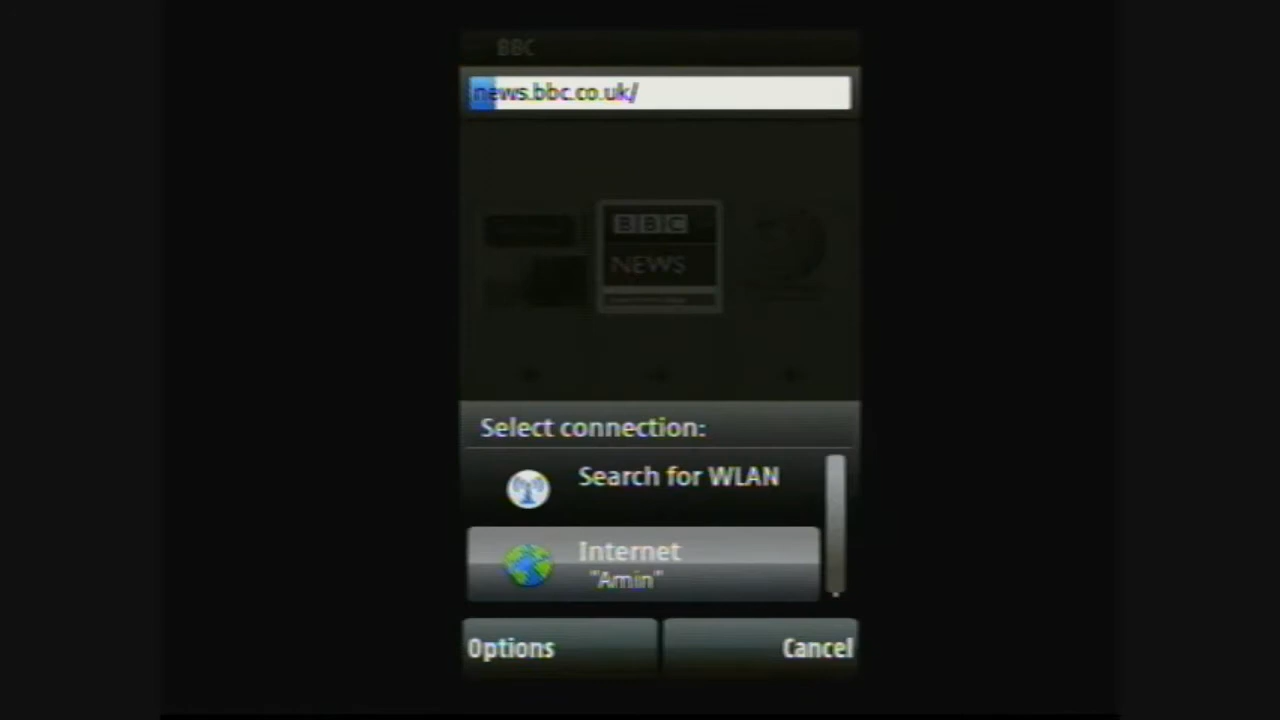 BBC
news.bbc.co.uk/
BBC
NEWS
Select connection:
Search for WLAN
Internet
"Amin"
Options
Cancel